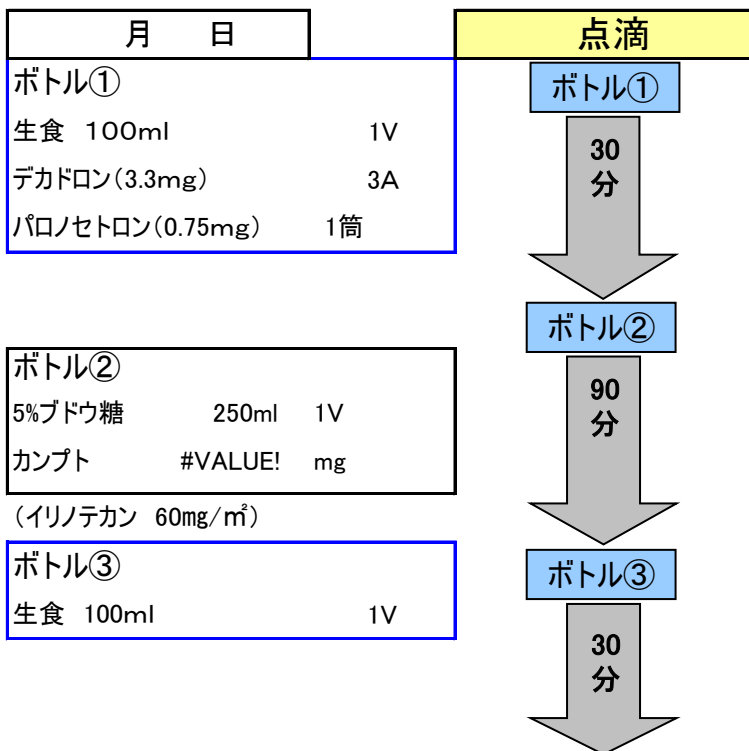 月　日
点滴
ボトル①
生食　100ml　1V
デカドロン(3.3mg)　3A
パロノセトロン(0.75mg)　1筒
ボトル①
30
分
ボトル②
5%ブドウ糖　250ml　1V
カンプト　#VALUE!　mg
(イリノテカン　60mg/㎡)
ボトル②
90
分
ボトル③
生食　100ml　1V
ボトル③
30
分